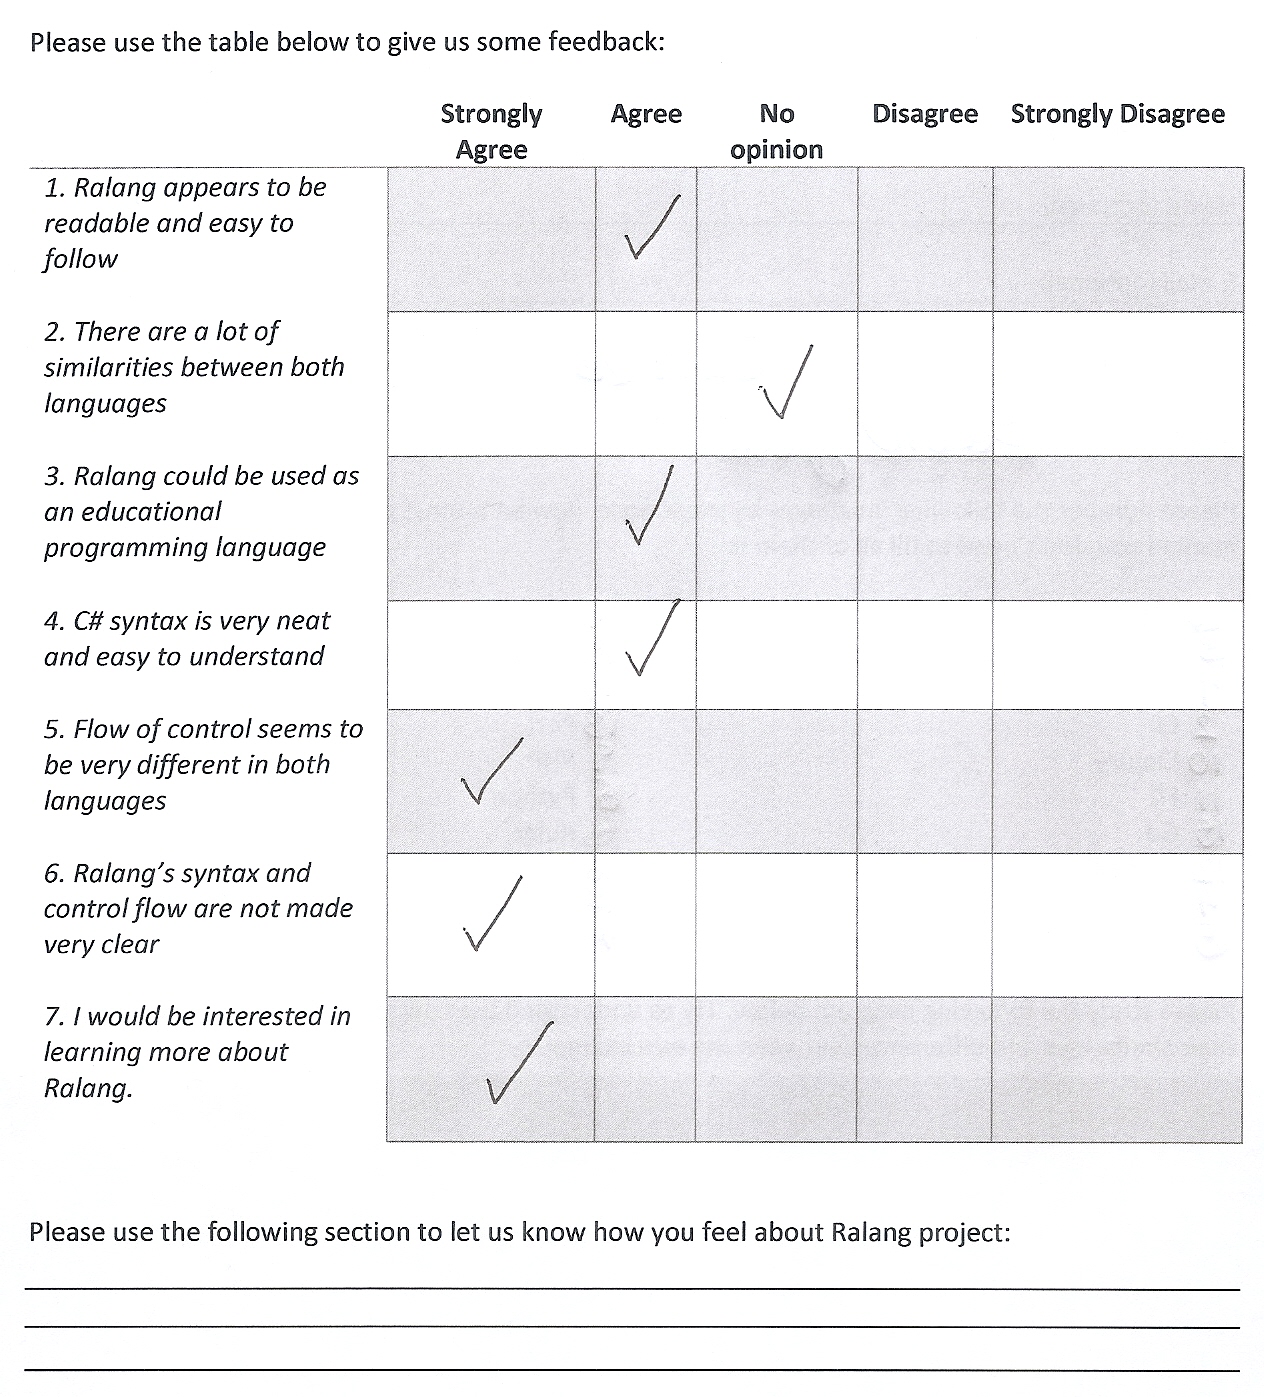 Please use the table below to give us some feedback:
Strongly Agree
Agree
No opinion
Disagree
Strongly Disagree
1. Ralang appears to be
readable and easy to
follow
2. There are a lot of
similarities between both
languages
3. Ralang could be used as
an educational
programming language
4. C# syntax is very neat
and easy to understand
5. Flow of control seems to
be very different in both
languages
6. Ralang's syntax and
control flow are not made
very clear
7. I would be interested in
learning more about
Ralang.
Please use the following section to let us know how you feel about Ralang project: